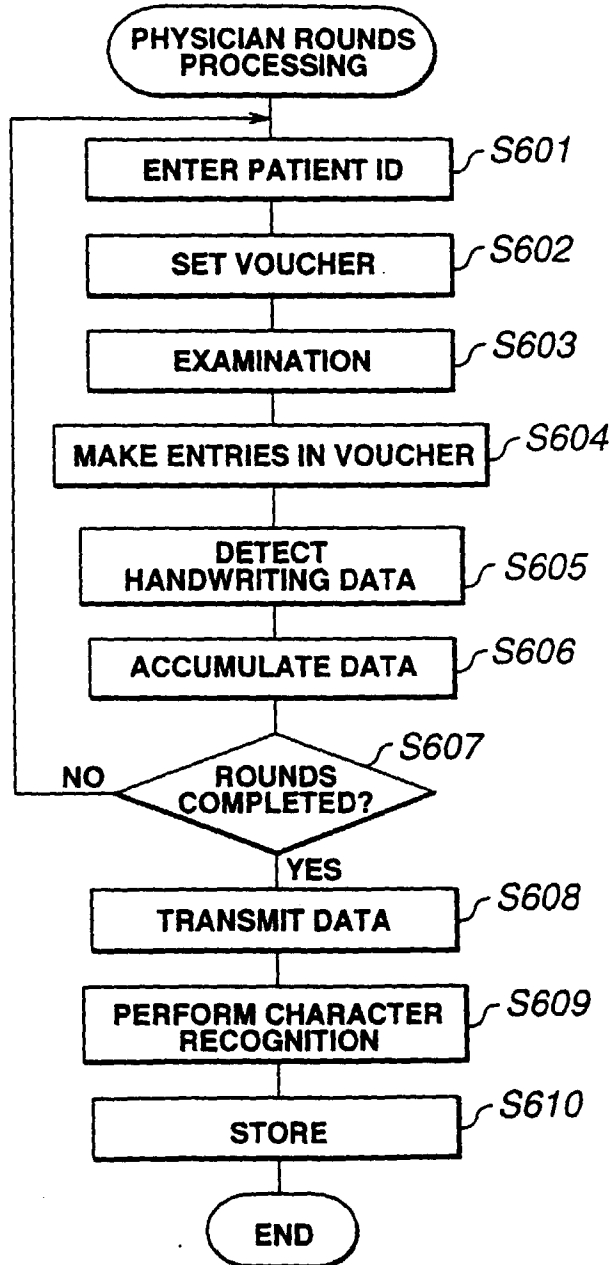 PHYSICIAN ROUNDS
PROCESSING
ENTER PATIENT ID
S601
SET VOUCHER
S602
EXAMINATION
S603
MAKE ENTRIES IN VOUCHER
S604
DETECT
HANDWRITING DATA
S605
ACCUMULATE DATA
S606
S607
NO
ROUNDS
COMPLETED?
YES
TRANSMIT DATA
S608
PERFORM CHARACTER
RECOGNITION
S609
STORE
S610
END